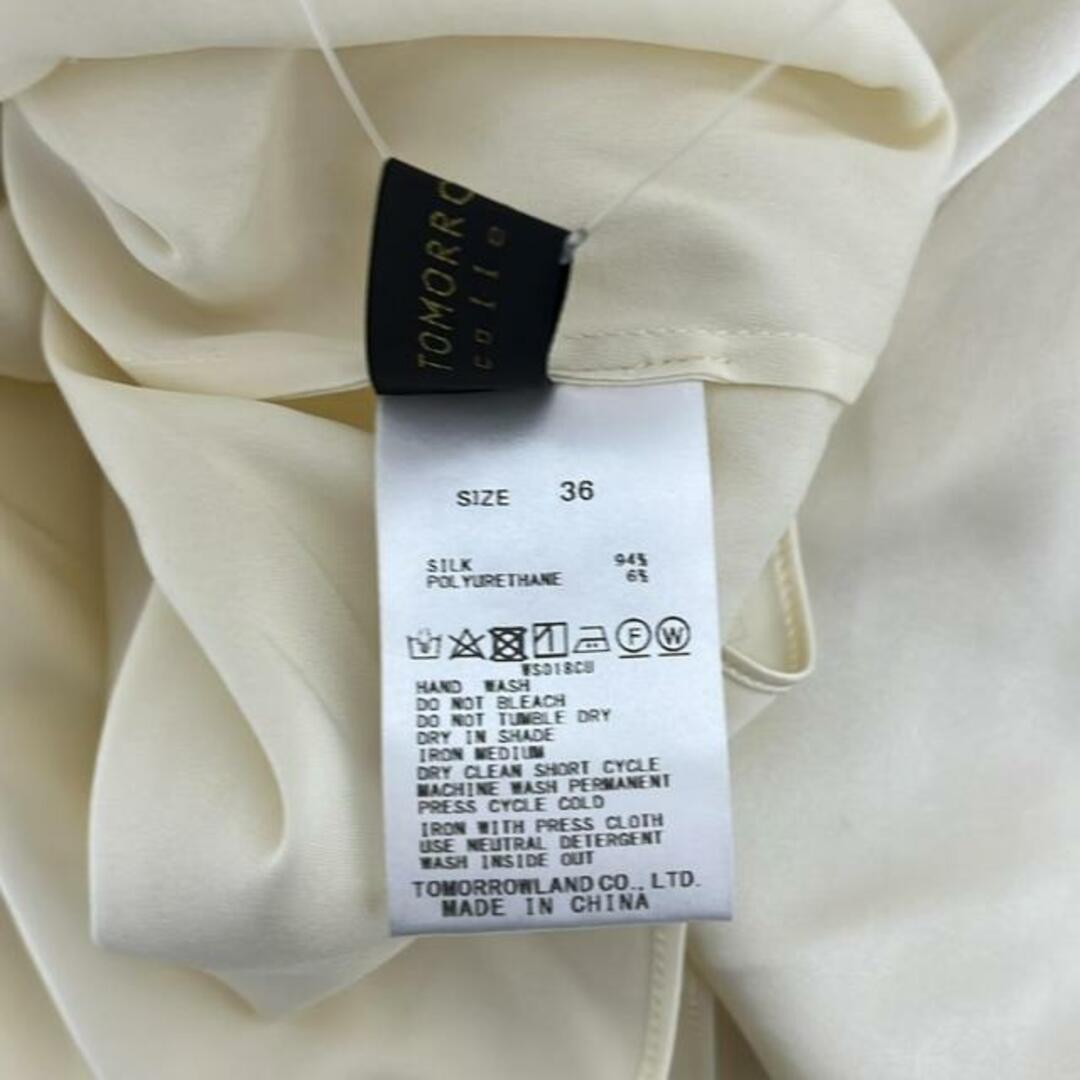 TOMORRO
colle
SIZE 36
SILK 94%
POLYURETHANE 6%
F W
WS018CU
HAND WASH
DO NOT BLEACH
DO NOT TUMBLE DRY
DRY IN SHADE
IRON MEDIUM
DRY CLEAN SHORT CYCLE
MACHINE WASH PERMANENT
PRESS CYCLE COLD
IRON WITH PRESS CLOTH
USE NEUTRAL DETERGENT
WASH INSIDE OUT
TOMORROWLAND CO., LTD.
MADE IN CHINA